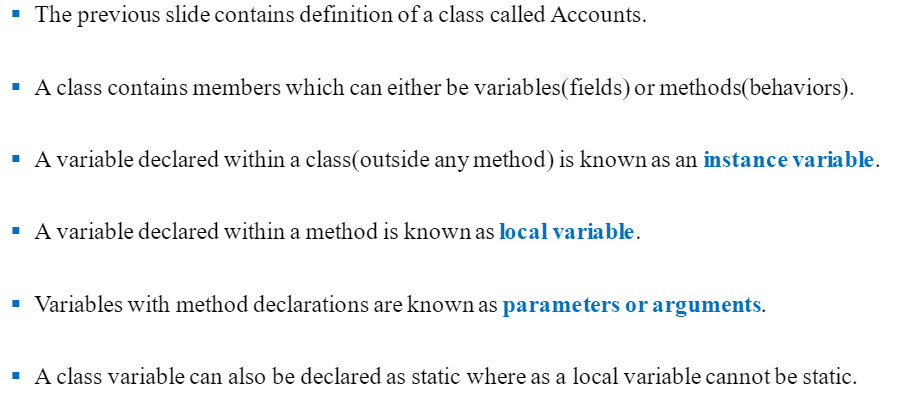 ▪ The previous slide contains definition of a class called Accounts.
▪ A class contains members which can either be variables(fields) or methods(behaviors).
▪ A variable declared within a class(outside any method) is known as an instance variable.
▪ A variable declared within a method is known as local variable.
▪ Variables with method declarations are known as parameters or arguments.
▪ A class variable can also be declared as static where as a local variable cannot be static.